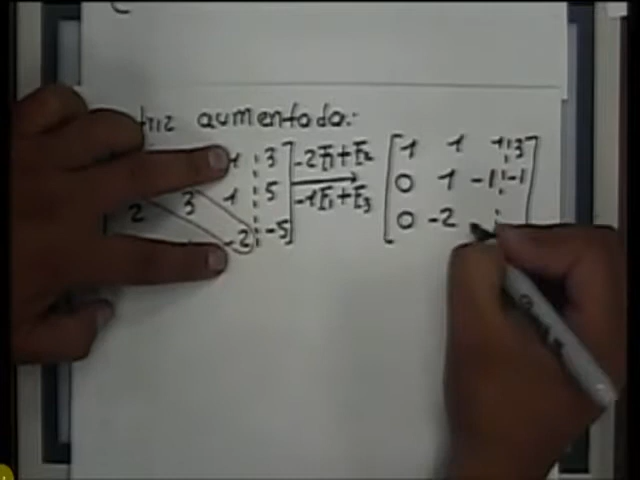 triz aumentada:
1 3 -2F1+F2 1 1 1 3
2 3 1 5 -1F1+F3 0 1 -1 -1
-2 -5 0 -2